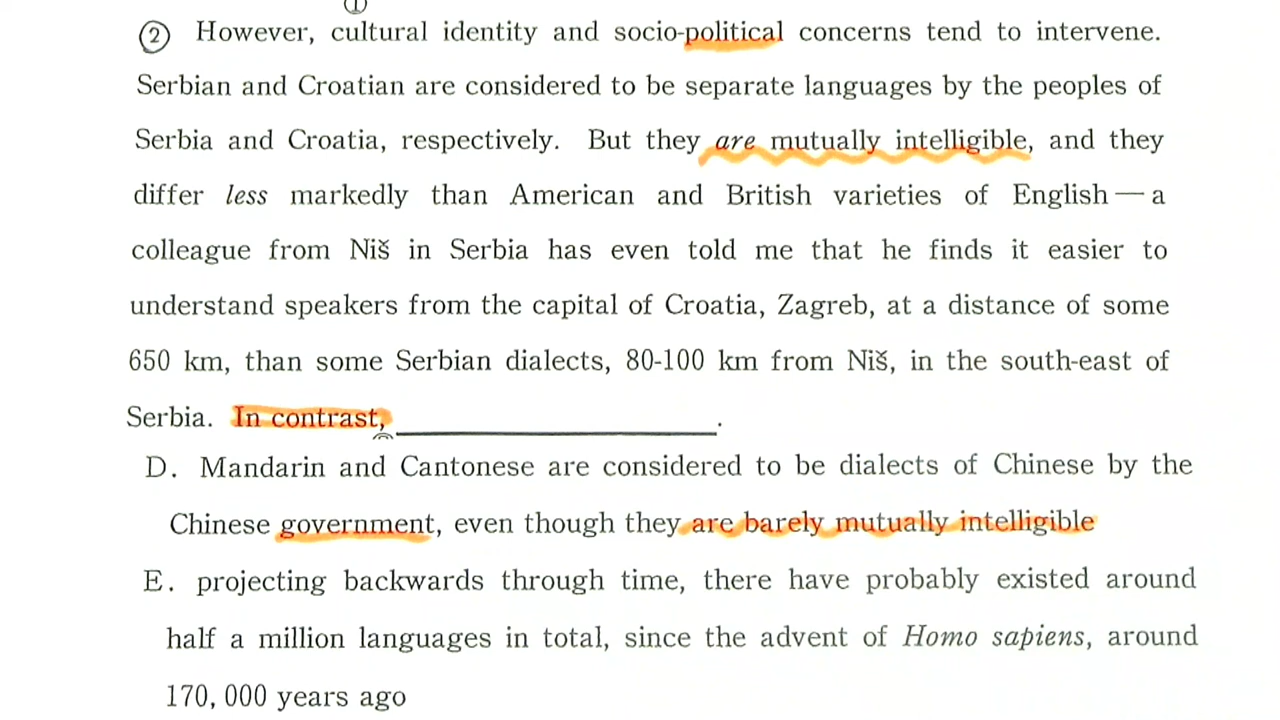 ①
② However, cultural identity and socio-political concerns tend to intervene.
Serbian and Croatian are considered to be separate languages by the peoples of
Serbia and Croatia, respectively. But they are mutually intelligible, and they
differ less markedly than American and British varieties of English — a
colleague from Niš in Serbia has even told me that he finds it easier to
understand speakers from the capital of Croatia, Zagreb, at a distance of some
650 km, than some Serbian dialects, 80-100 km from Niš, in the south-east of
Serbia. In contrast, ____________________.
D. Mandarin and Cantonese are considered to be dialects of Chinese by the
Chinese government, even though they are barely mutually intelligible
E. projecting backwards through time, there have probably existed around
half a million languages in total, since the advent of Homo sapiens, around
170,000 years ago